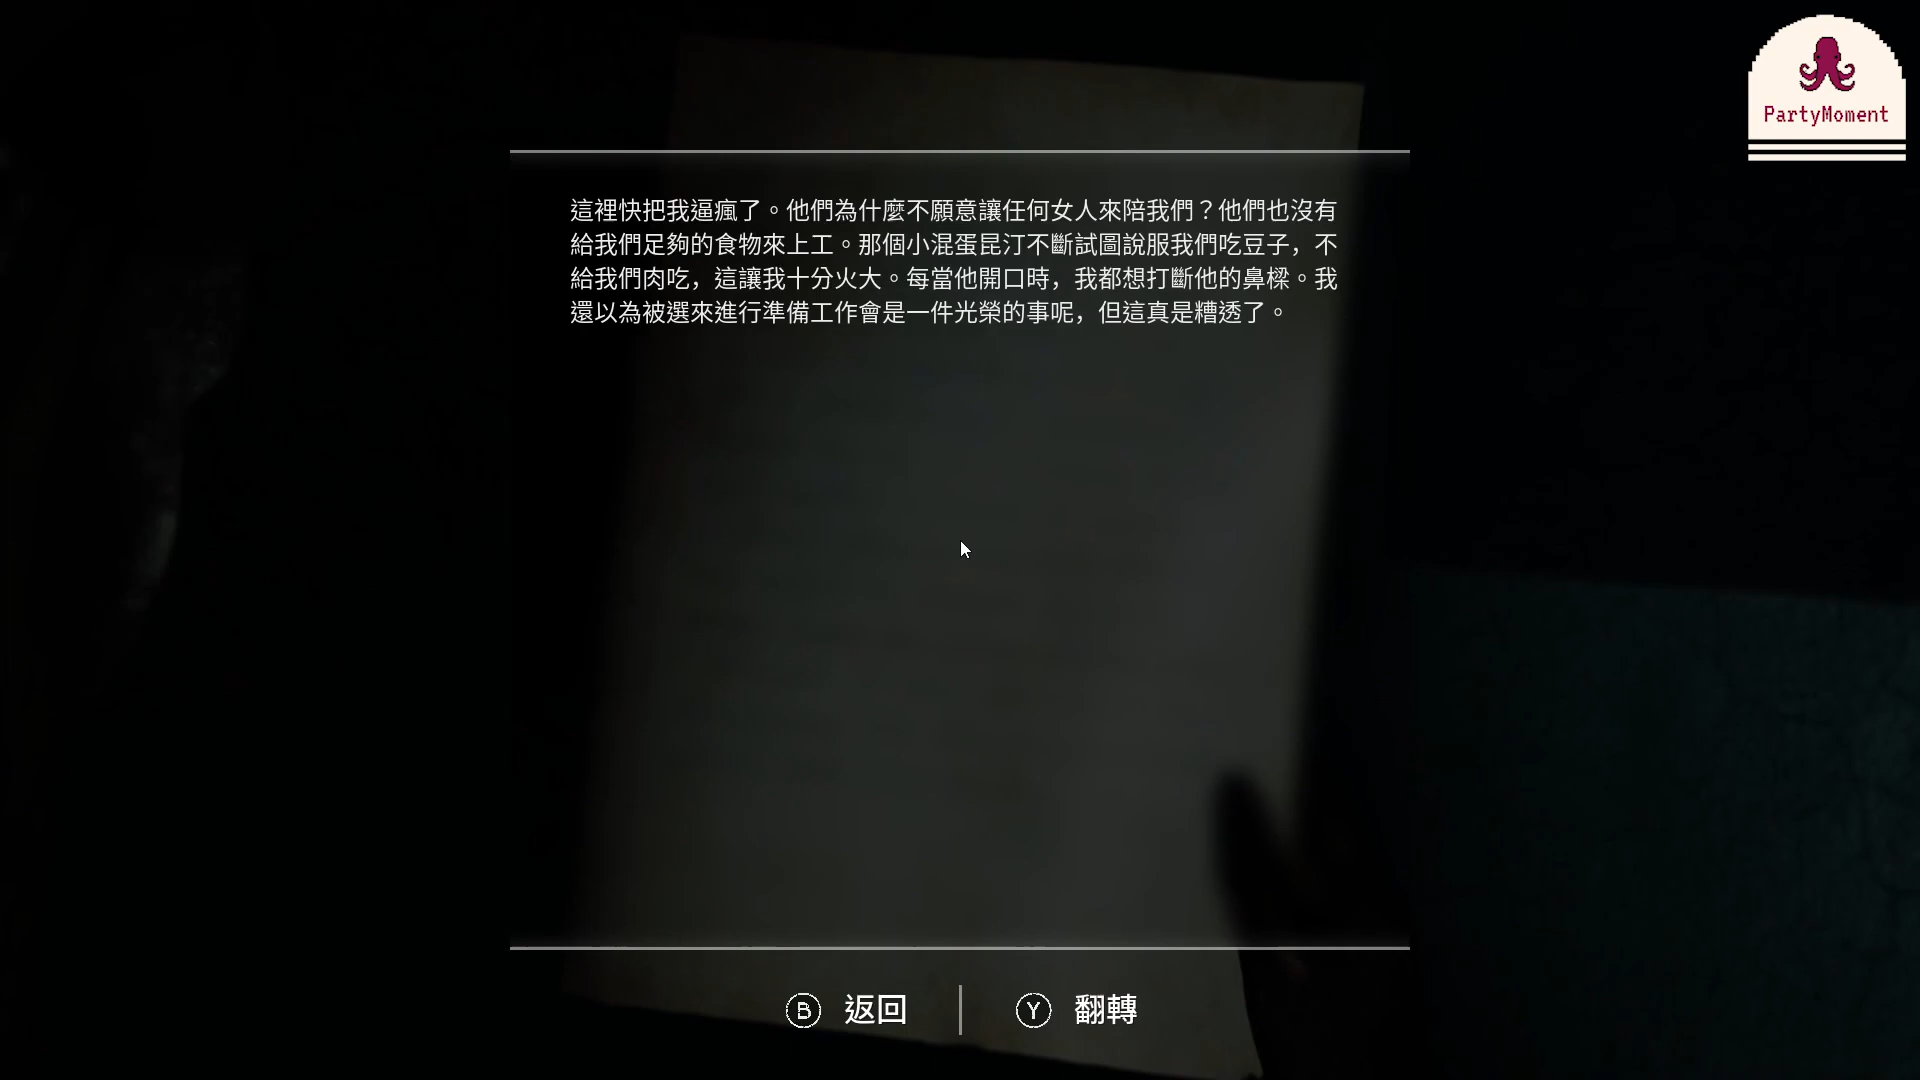 PartyMoment
這裡快把我逼瘋了。他們為什麼不願意讓任何女人來陪我們？他們也沒有
給我們足夠的食物來上工。那個小混蛋昆汀不斷試圖說服我們吃豆子，不
給我們肉吃，這讓我十分火大。每當他開口時，我都想打斷他的鼻樑。我
還以為被選來進行準備工作會是一件光榮的事呢，但這真是糟透了。
B 返回
Y 翻轉